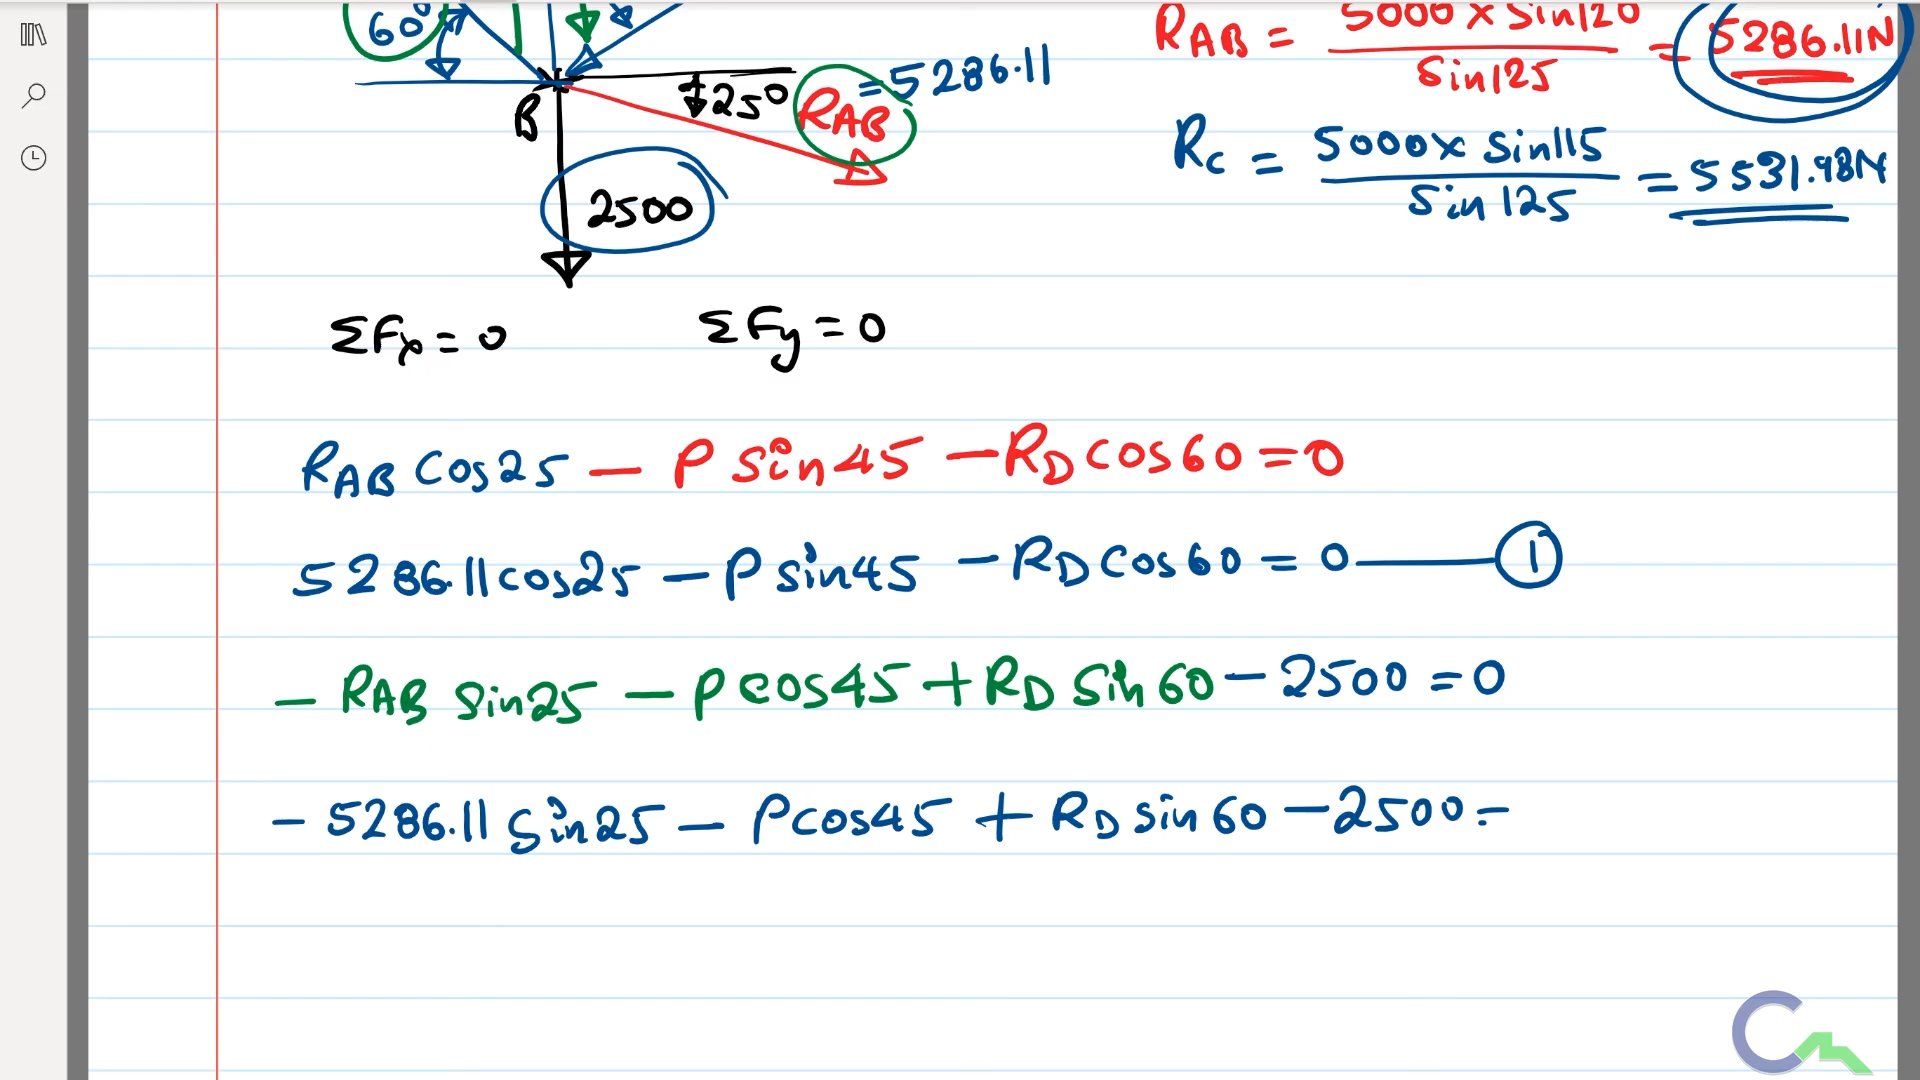 60°
B
25°
RAB = 5286.11
2500
RAB = 5000 x sin120 / Sin125 = 5286.11N
Rc = 5000x Sin115 / Sin 125 = 5531.98N
ΣFx = 0 ΣFy = 0
RAB Cos25 – P sin45 – RD cos60 = 0
5286.11cos25 – P sin45 – RD cos60 = 0 — 1
– RAB Sin25 – Pcos45 + RD Sin60 – 2500 = 0
– 5286.11 Sin25 – Pcos45 + RD sin60 – 2500 =